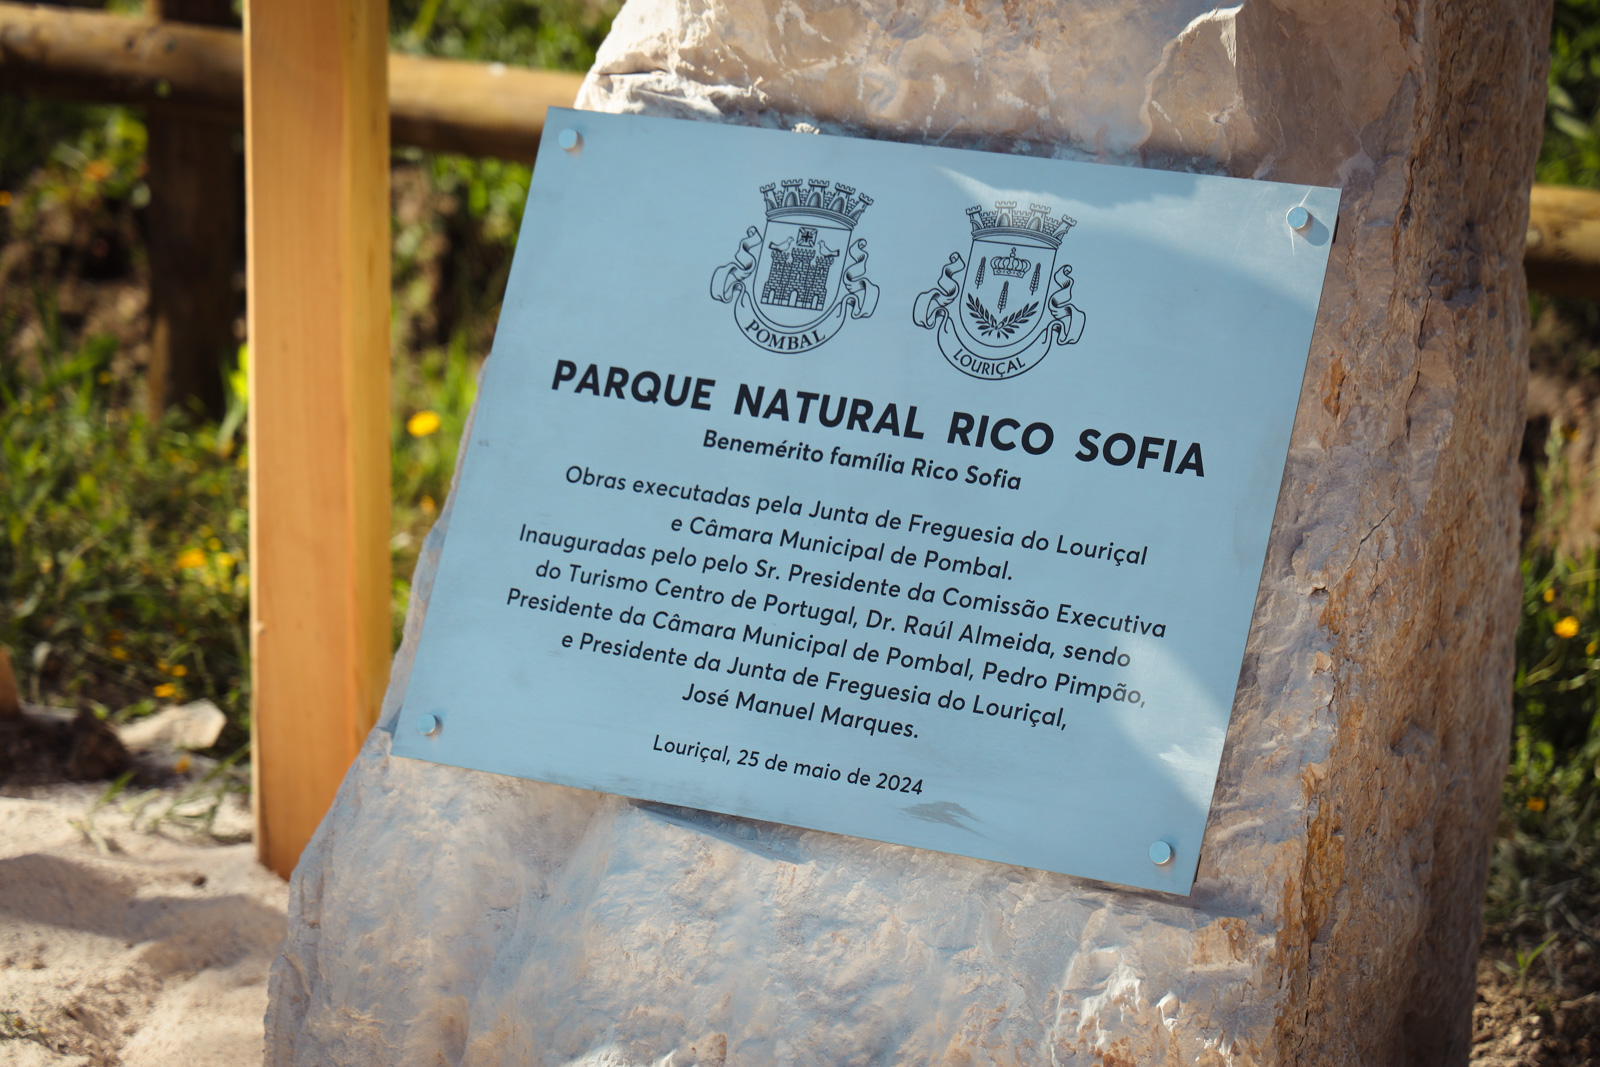 POMBAL
LOURIÇAL
PARQUE NATURAL RICO SOFIA
Benemérito família Rico Sofia
Obras executadas pela Junta de Freguesia do Louriçal
e Câmara Municipal de Pombal.
Inauguradas pelo pelo Sr. Presidente da Comissão Executiva
do Turismo Centro de Portugal, Dr. Raúl Almeida, sendo
Presidente da Câmara Municipal de Pombal, Pedro Pimpão,
e Presidente da Junta de Freguesia do Louriçal,
José Manuel Marques.
Louriçal, 25 de maio de 2024